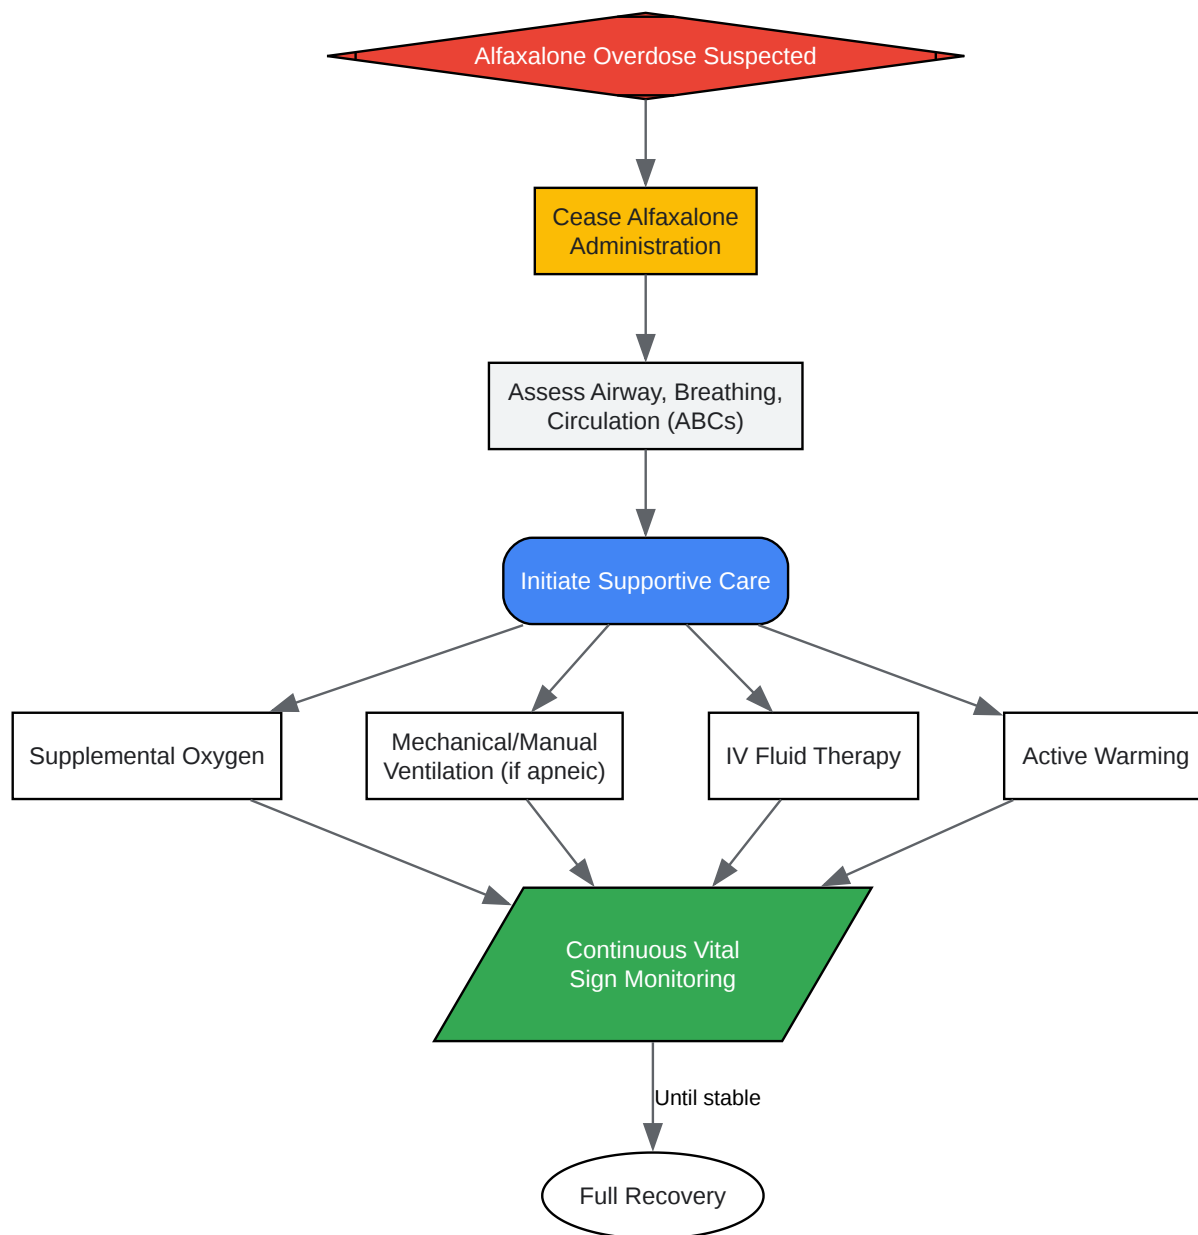 Alfaxalone Overdose Suspected
Cease Alfaxalone
Administration
Assess Airway, Breathing,
Circulation (ABCs)
Initiate Supportive Care
Supplemental Oxygen
Mechanical/Manual
Ventilation (if apneic)
IV Fluid Therapy
Active Warming
Continuous Vital
Sign Monitoring
Until stable
Full Recovery